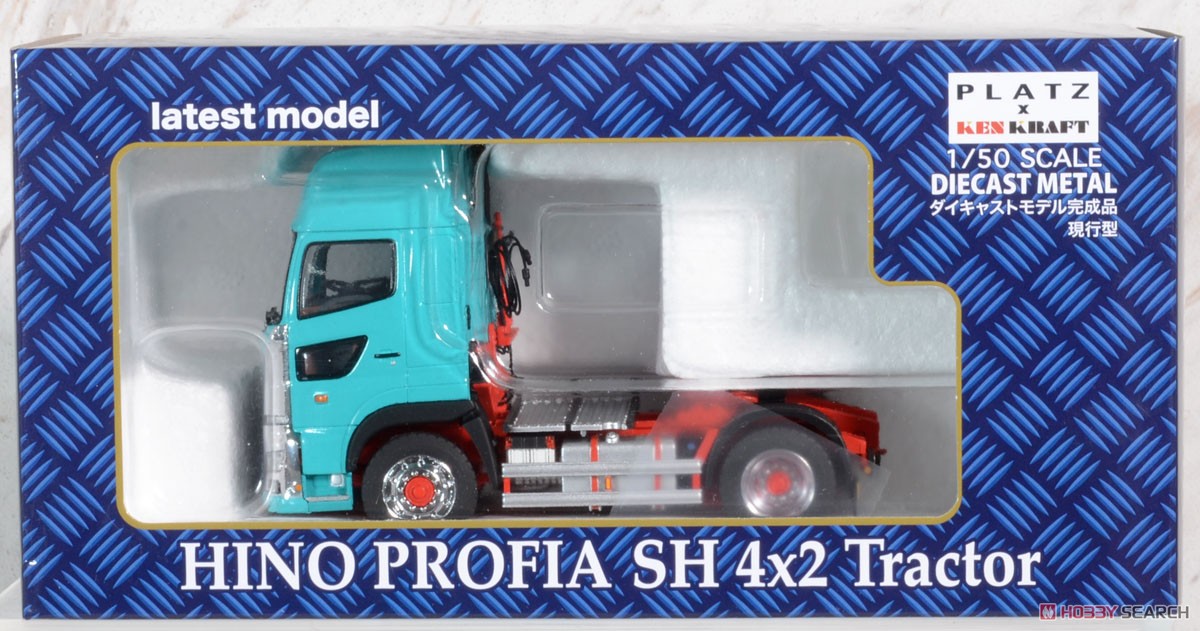 latest model
PLATZ
x
KEN KRAFT
1/50 SCALE
DIECAST METAL
ダイキャストモデル完成品
現行型
HINO PROFIA SH 4x2 Tractor
HOBBY SEARCH